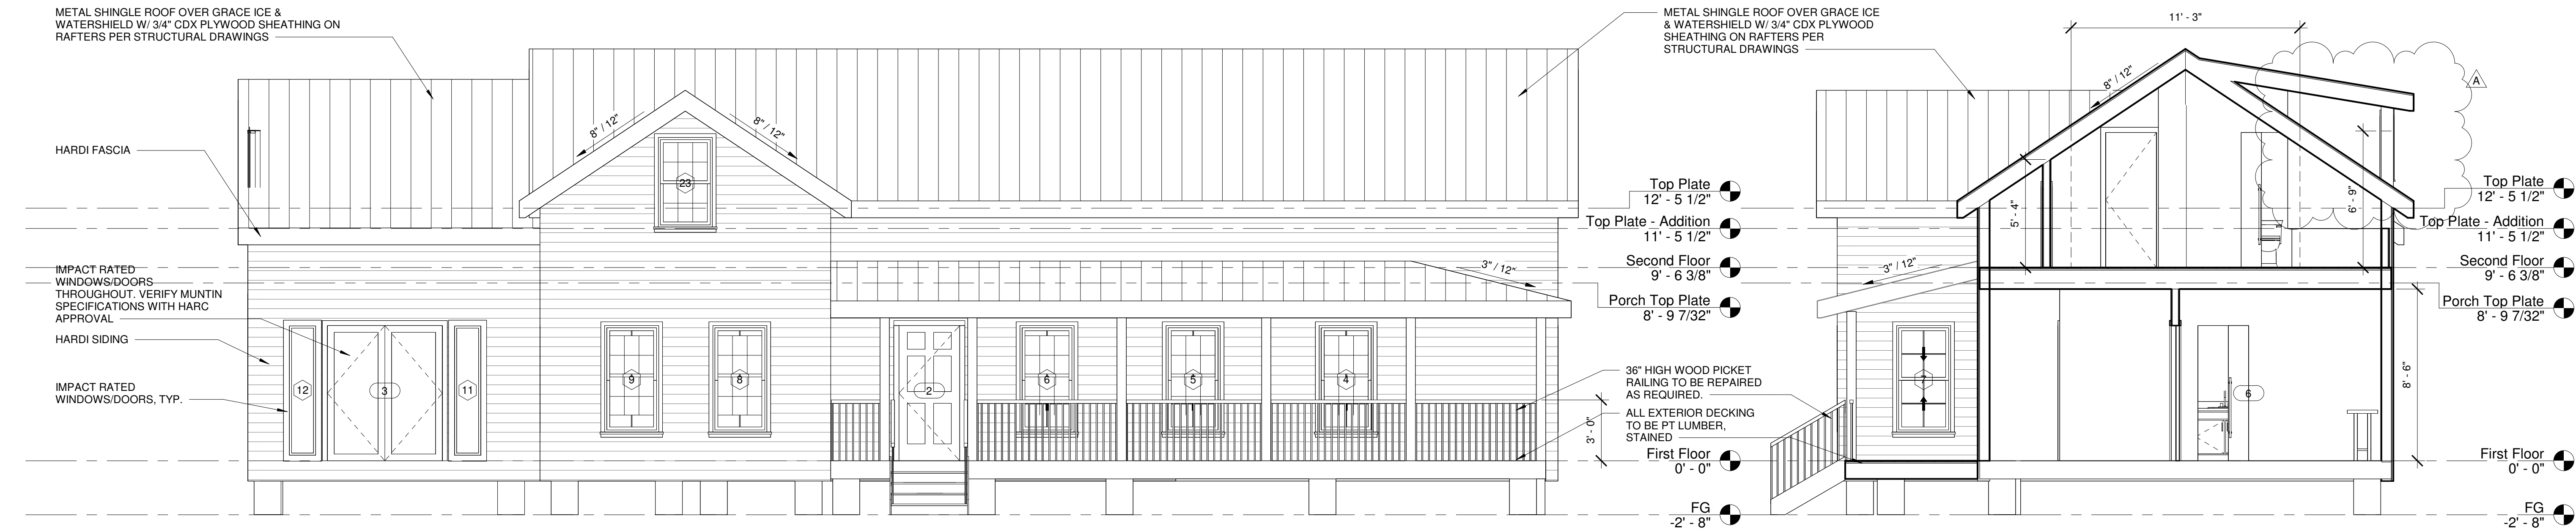 METAL SHINGLE ROOF OVER GRACE ICE &
WATERSHIELD W/ 3/4" CDX PLYWOOD SHEATHING ON
RAFTERS PER STRUCTURAL DRAWINGS
HARDI FASCIA
IMPACT RATED
WINDOWS/DOORS
THROUGHOUT. VERIFY MUNTIN
SPECIFICATIONS WITH HARC
APPROVAL
HARDI SIDING
IMPACT RATED
WINDOWS/DOORS, TYP.
8" / 12"
8" / 12"
23
3" / 12"
12
3
11
9
8
2
6
5
4
METAL SHINGLE ROOF OVER GRACE ICE
& WATERSHIELD W/ 3/4" CDX PLYWOOD
SHEATHING ON RAFTERS PER
STRUCTURAL DRAWINGS
Top Plate
12' - 5 1/2"
Top Plate - Addition
11' - 5 1/2"
Second Floor
9' - 6 3/8"
Porch Top Plate
8' - 9 7/32"
36" HIGH WOOD PICKET
RAILING TO BE REPAIRED
AS REQUIRED.
ALL EXTERIOR DECKING
TO BE PT LUMBER,
STAINED
3' - 0"
First Floor
0' - 0"
FG
-2' - 8"
11' - 3"
8" / 12"
A
5' - 4"
6' - 9"
3" / 12"
6
8' - 6"
Top Plate
12' - 5 1/2"
Top Plate - Addition
11' - 5 1/2"
Second Floor
9' - 6 3/8"
Porch Top Plate
8' - 9 7/32"
First Floor
0' - 0"
FG
-2' - 8"